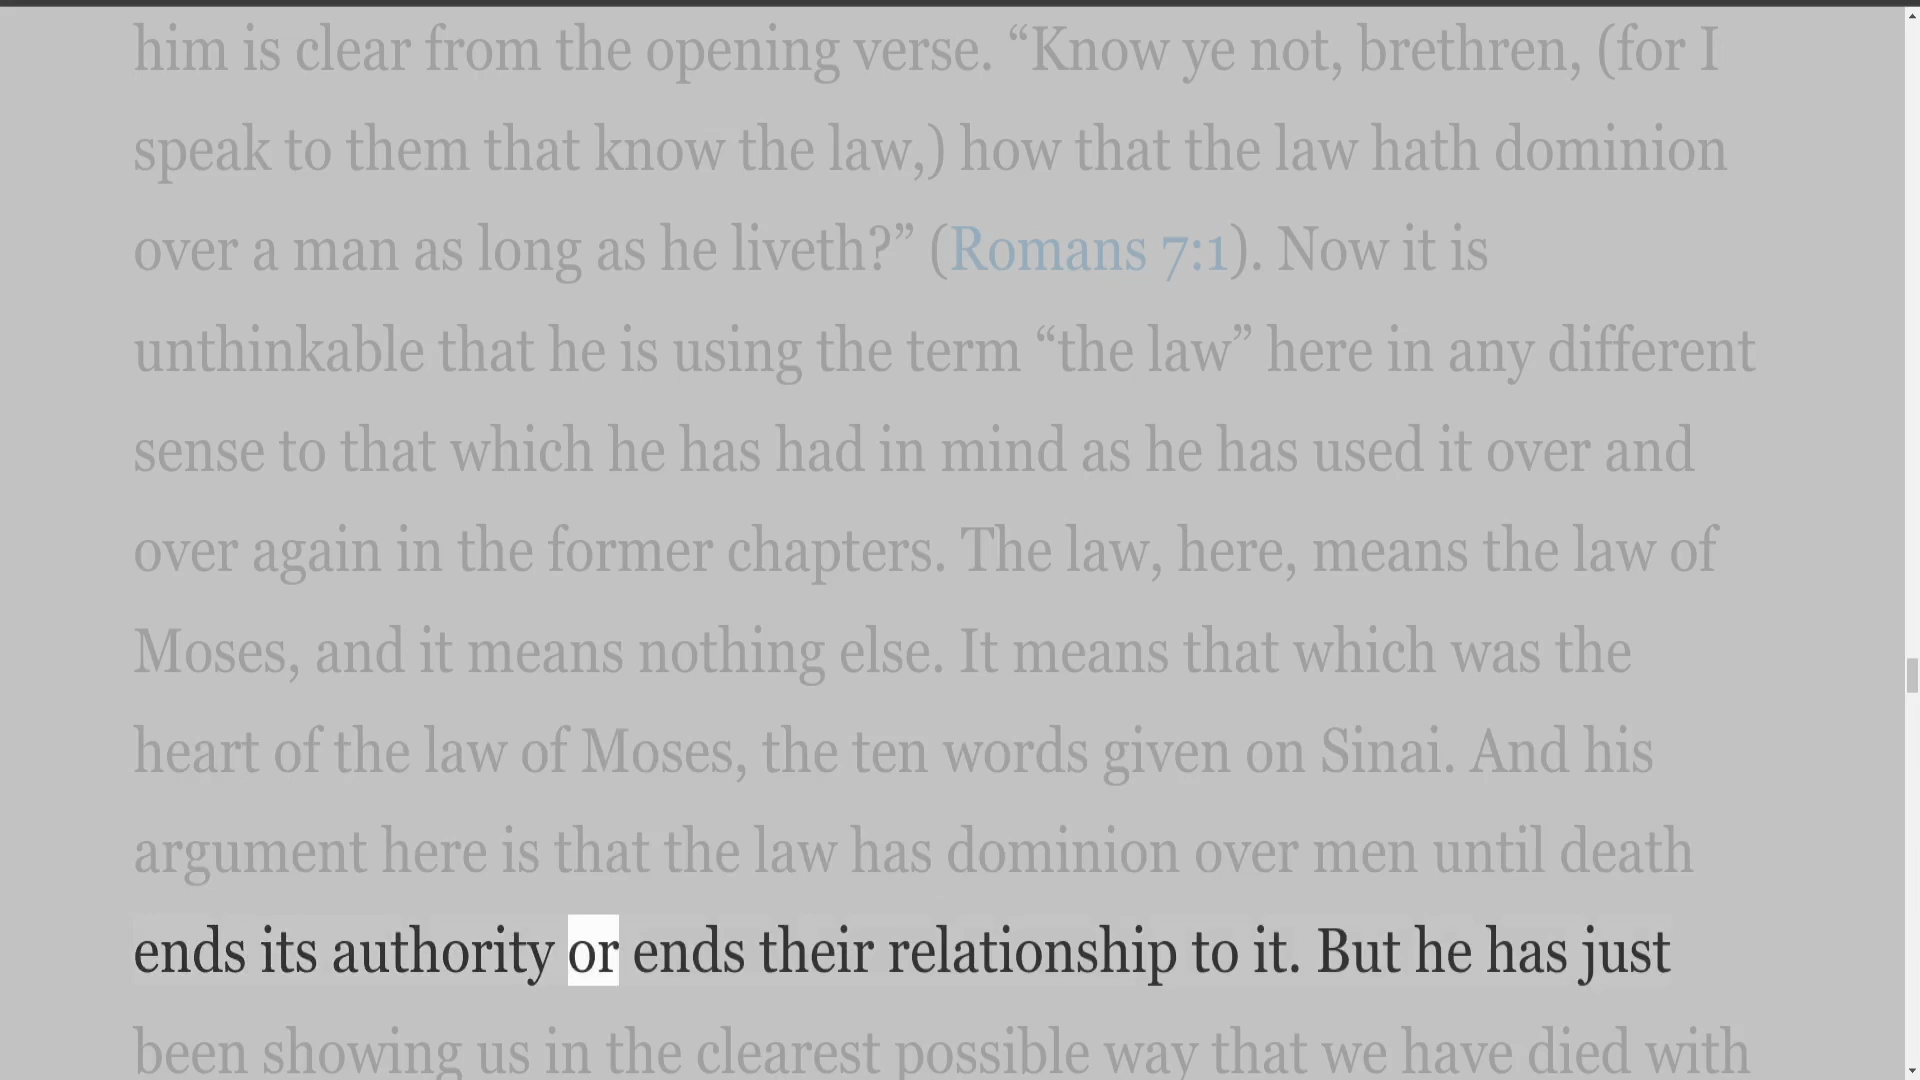 him is clear from the opening verse. “Know ye not, brethren, (for I
speak to them that know the law,) how that the law hath dominion
over a man as long as he liveth?” (Romans 7:1). Now it is
unthinkable that he is using the term “the law” here in any different
sense to that which he has had in mind as he has used it over and
over again in the former chapters. The law, here, means the law of
Moses, and it means nothing else. It means that which was the
heart of the law of Moses, the ten words given on Sinai. And his
argument here is that the law has dominion over men until death
ends its authority or ends their relationship to it. But he has just
been showing us in the clearest possible way that we have died with